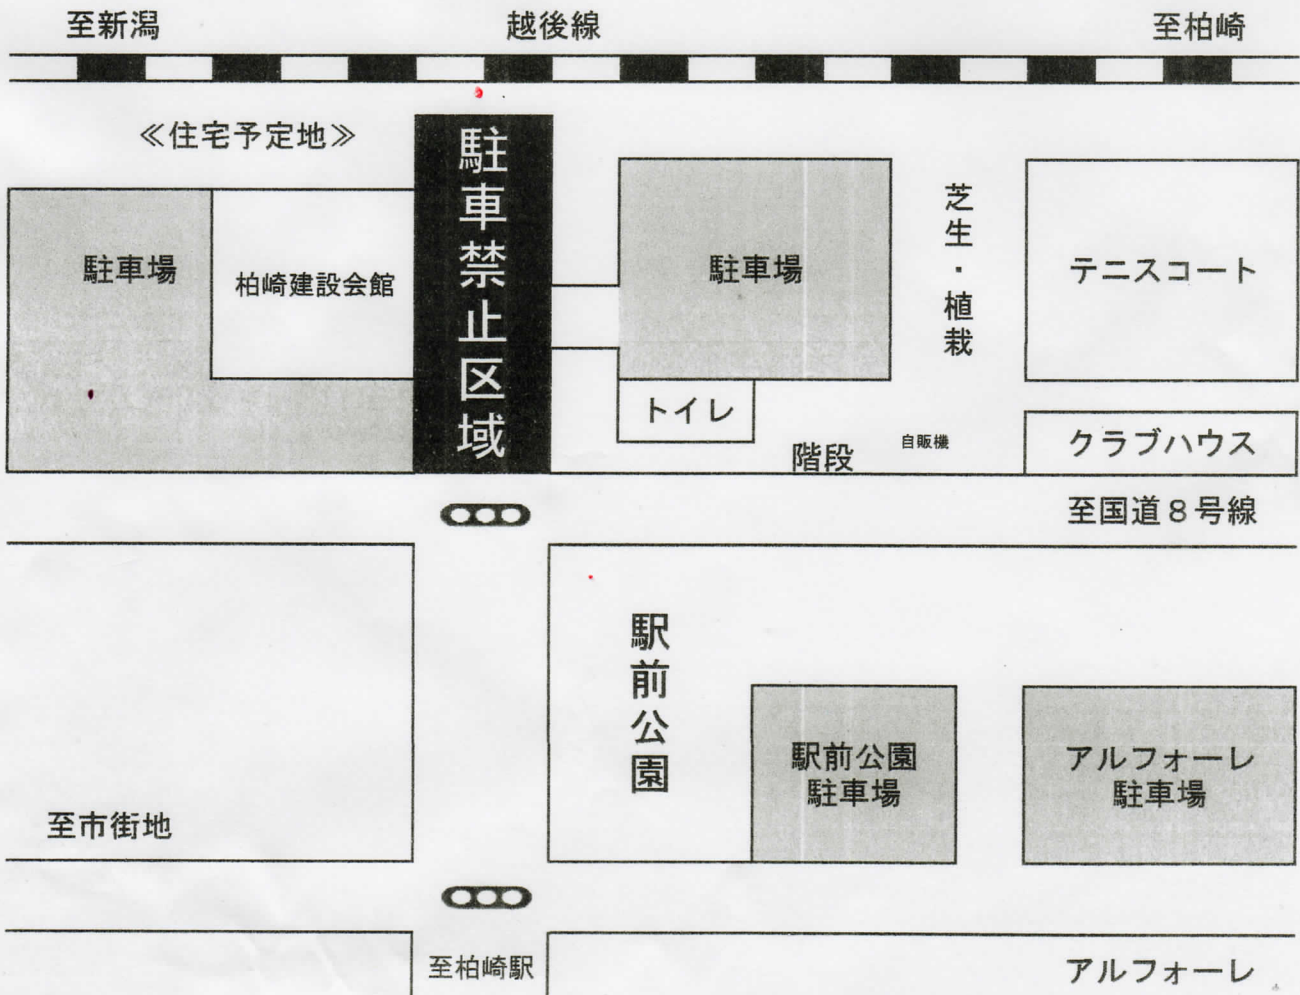 至新潟
越後線
至柏崎
≪住宅予定地≫
駐車禁止区域
駐車場
柏崎建設会館
駐車場
芝生・植栽
テニスコート
トイレ
階段
自販機
クラブハウス
至国道８号線
駅前公園
駅前公園
駐車場
アルフォーレ
駐車場
至市街地
至柏崎駅
アルフォーレ